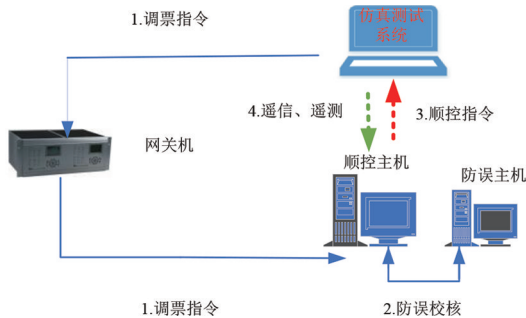 1.调票指令
仿真测试
系统
4.遥信、遥测
3.顺控指令
网关机
顺控主机
防误主机
1.调票指令
2.防误校核